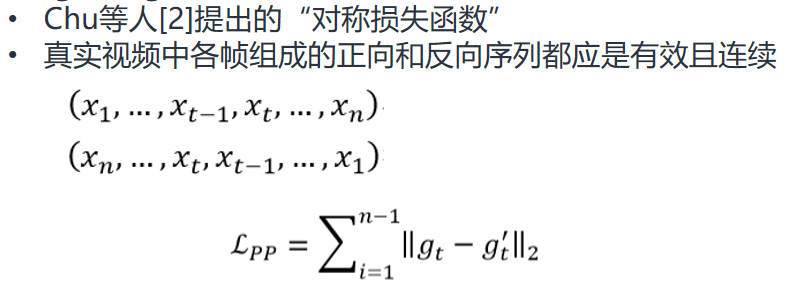 • Chu等人[2]提出的“对称损失函数”
• 真实视频中各帧组成的正向和反向序列都应是有效且连续
(x₁, ... , xₜ₋₁, xₜ, ... , xₙ)
(xₙ, ... , xₜ, xₜ₋₁, ... , x₁)
ℒ_PP = ∑_{i=1}^{n−1} ‖gₜ − gₜ′‖₂